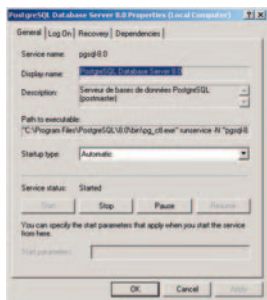 PostgreSQL Database Server 8.0 Properties (Local Computer)
General Log On Recovery Dependencies
Service name: pgsql-8.0
Display name: PostgreSQL Database Server 8.0
Description: Serveur de bases de données PostgreSQL
(postmaster)
Path to executable:
"C:\Program Files\PostgreSQL\8.0\bin\pg_ctl.exe" runservice -N "pgsql-8
Startup type: Automatic
Service status: Started
Start Stop Pause Resume
You can specify the start parameters that apply when you start the service
from here.
Start parameters:
OK Cancel Apply